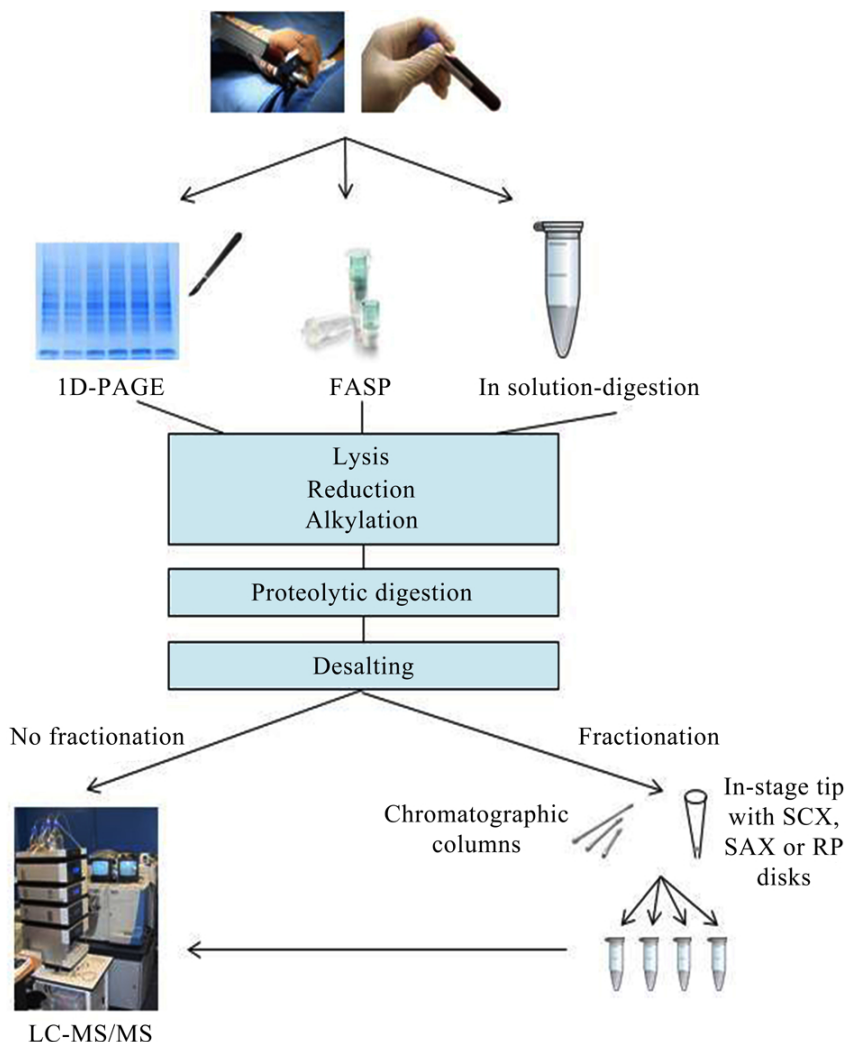 1D-PAGE
FASP
In solution-digestion
Lysis
Reduction
Alkylation
Proteolytic digestion
Desalting
No fractionation
Fractionation
Chromatographic
columns
In-stage tip
with SCX,
SAX or RP
disks
LC-MS/MS